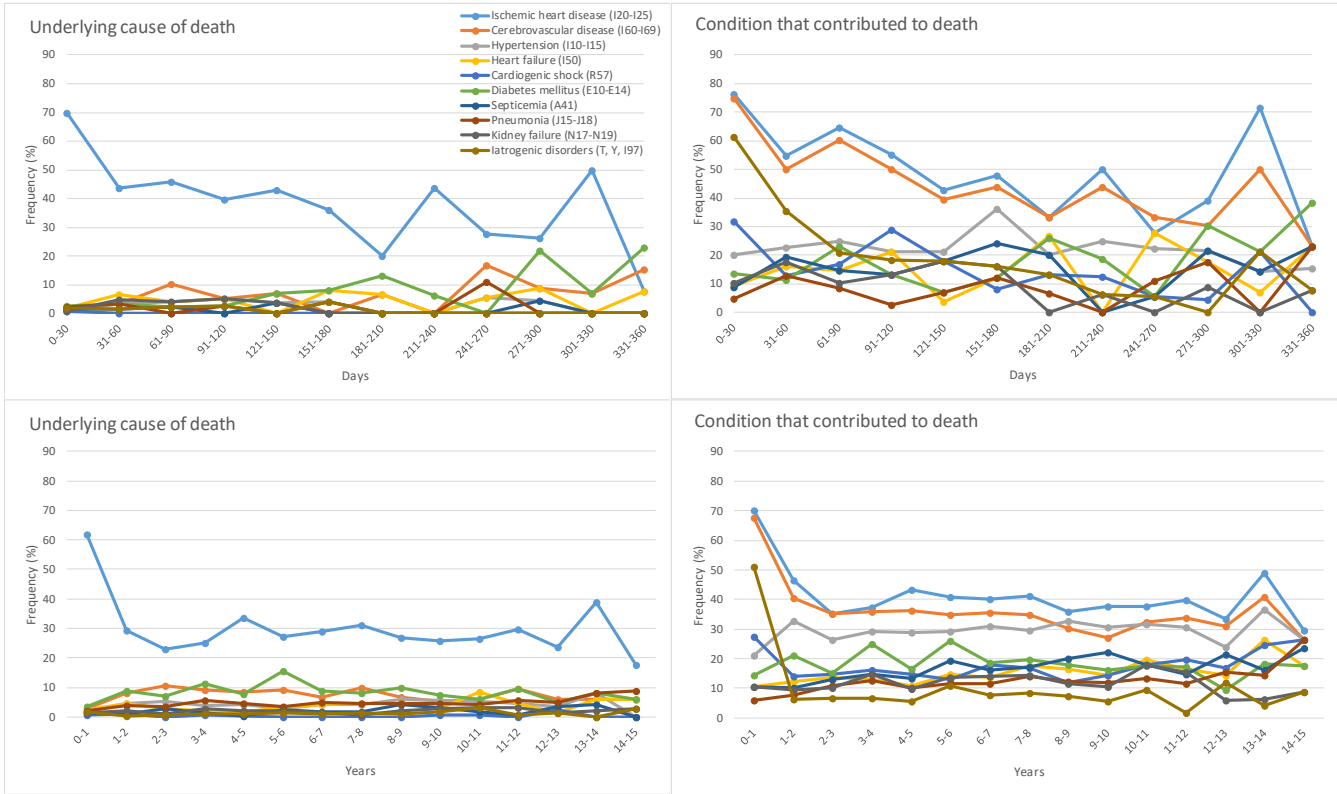 Underlying cause of death
Ischemic heart disease (I20-I25)
Cerebrovascular disease (I60-I69)
Hypertension (I10-I15)
Heart failure (I50)
Cardiogenic shock (R57)
Diabetes mellitus (E10-E14)
Septicemia (A41)
Pneumonia (J15-J18)
Kidney failure (N17-N19)
Iatrogenic disorders (T, Y, I97)
90
80
70
60
50
40
30
20
10
0
Frequency (%)
0-30 31-60 61-90 91-120 121-150 151-180 181-210 211-240 241-270 271-300 301-330 331-360
Days
Condition that contributed to death
90
80
70
60
50
40
30
20
10
0
Frequency (%)
0-30 31-60 61-90 91-120 121-150 151-180 181-210 211-240 241-270 271-300 301-330 331-360
Days
Underlying cause of death
90
80
70
60
50
40
30
20
10
0
Frequency (%)
0-1 1-2 2-3 3-4 4-5 5-6 6-7 7-8 8-9 9-10 10-11 11-12 12-13 13-14 14-15
Years
Condition that contributed to death
90
80
70
60
50
40
30
20
10
0
Frequency (%)
0-1 1-2 2-3 3-4 4-5 5-6 6-7 7-8 8-9 9-10 10-11 11-12 12-13 13-14 14-15
Years